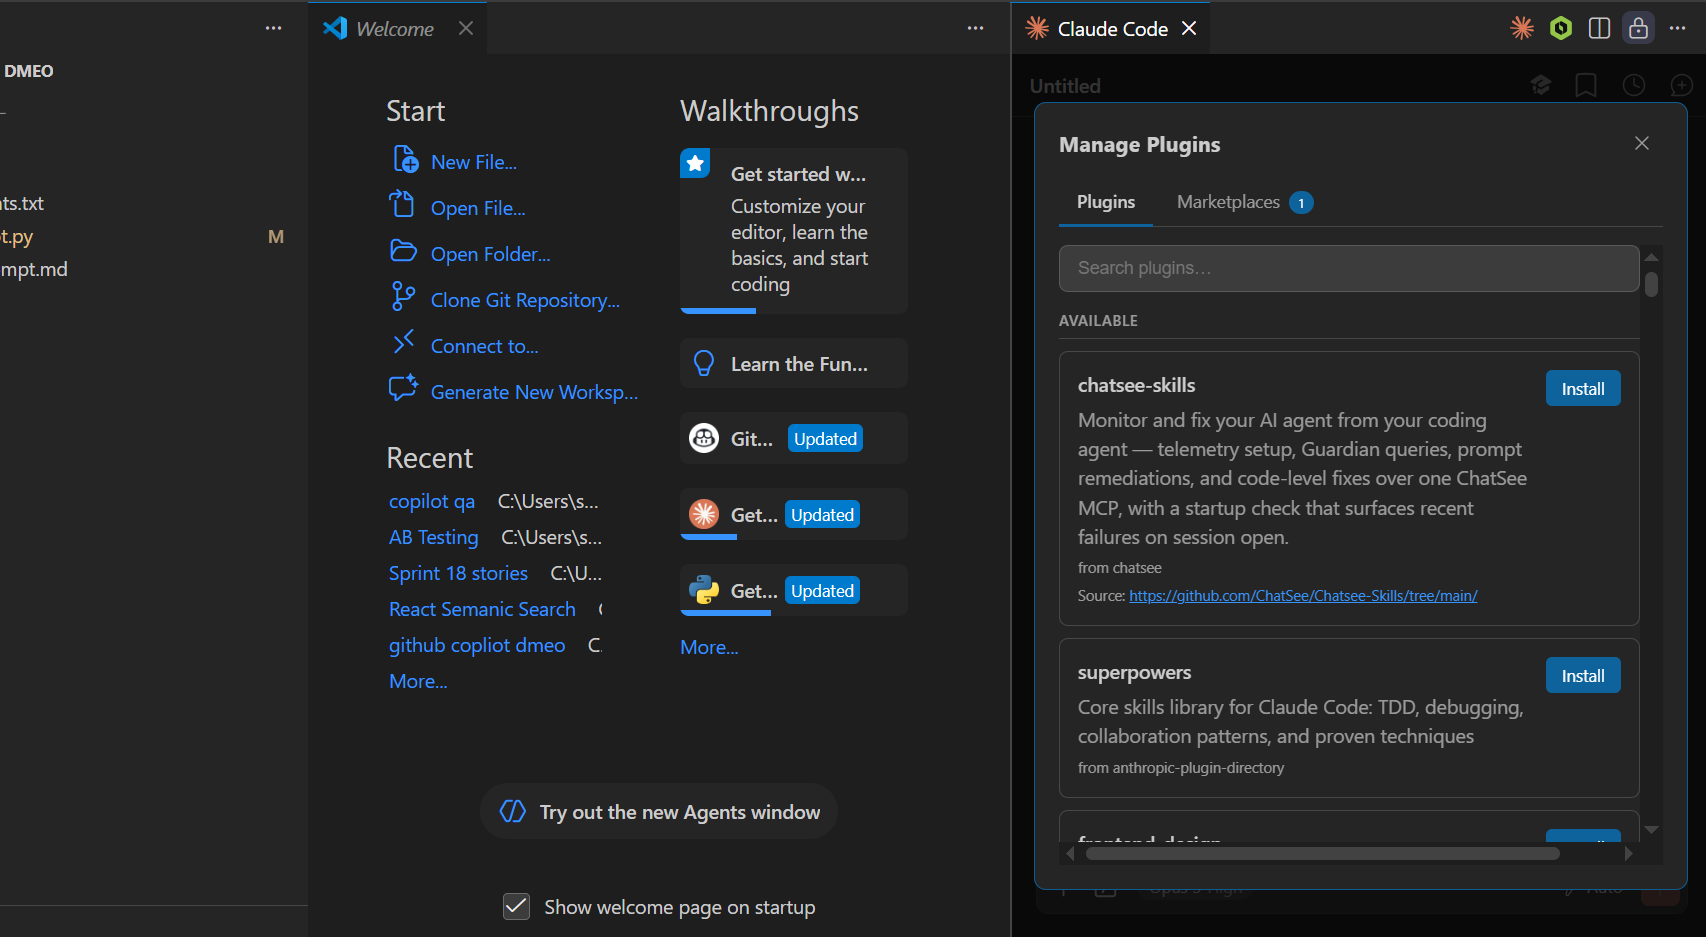 DMEO
ts.txt
t.py
M
mpt.md
Welcome
Start
New File...
Open File...
Open Folder...
Clone Git Repository...
Connect to...
Generate New Worksp...
Recent
copilot qa C:\Users\s...
AB Testing C:\Users\s...
Sprint 18 stories C:\U...
React Semantic Search
github copliot dmeo C.
More...
Walkthroughs
Get started w...
Customize your
editor, learn the
basics, and start
coding
Learn the Fun...
Git... Updated
Get... Updated
Get... Updated
More...
Try out the new Agents window
Show welcome page on startup
Claude Code
Untitled
Manage Plugins
Plugins
Marketplaces 1
Search plugins...
AVAILABLE
chatsee-skills
Install
Monitor and fix your AI agent from your coding
agent — telemetry setup, Guardian queries, prompt
remediations, and code-level fixes over one ChatSee
MCP, with a startup check that surfaces recent
failures on session open.
from chatsee
Source: https://github.com/ChatSee/Chatsee-Skills/tree/main/
superpowers
Install
Core skills library for Claude Code: TDD, debugging,
collaboration patterns, and proven techniques
from anthropic-plugin-directory
frontend-design
Auto